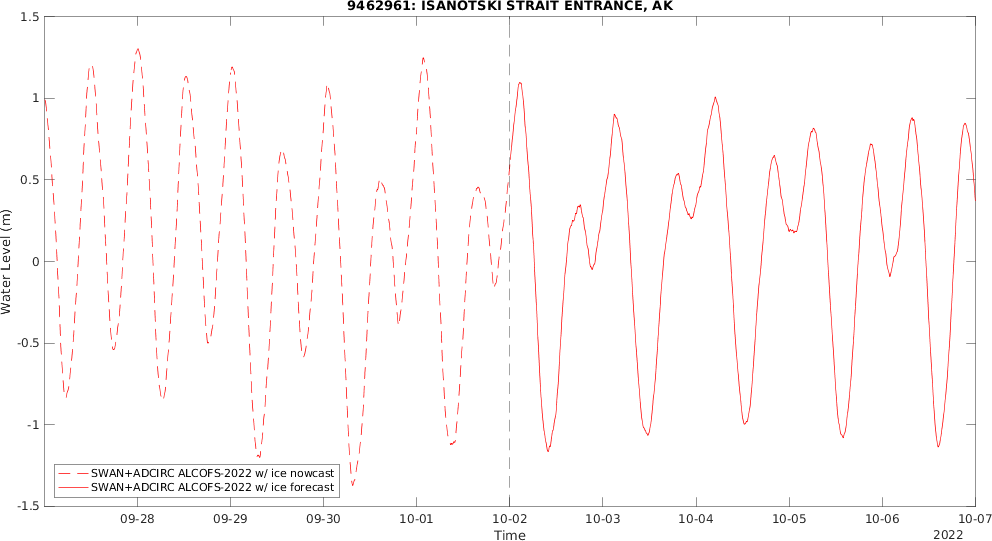 9462961: ISANOTSKI STRAIT ENTRANCE, AK
1.5
1
0.5
0
-0.5
-1
-1.5
Water Level (m)
SWAN+ADCIRC ALCOFS-2022 w/ ice nowcast
SWAN+ADCIRC ALCOFS-2022 w/ ice forecast
09-28 09-29 09-30 10-01 10-02 10-03 10-04 10-05 10-06 10-07
Time
2022